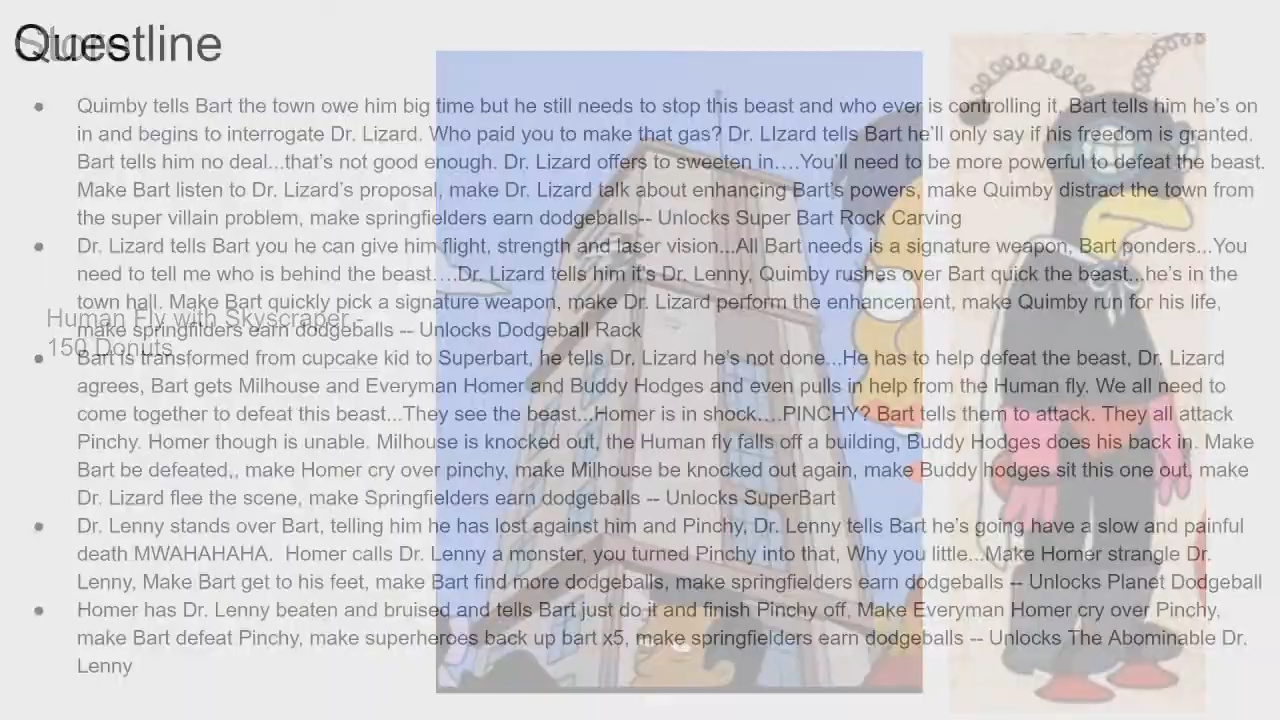 Questline
Store
Quimby tells Bart the town owe him big time but he still needs to stop this beast and who ever is controlling it, Bart tells him he's on
in and begins to interrogate Dr. Lizard. Who paid you to make that gas? Dr. LIzard tells Bart he'll only say if his freedom is granted.
Bart tells him no deal...that's not good enough. Dr. Lizard offers to sweeten in….You'll need to be more powerful to defeat the beast.
Make Bart listen to Dr. Lizard's proposal, make Dr. Lizard talk about enhancing Bart's powers, make Quimby distract the town from
the super villain problem, make springfielders earn dodgeballs-- Unlocks Super Bart Rock Carving
Dr. Lizard tells Bart you he can give him flight, strength and laser vision...All Bart needs is a signature weapon, Bart ponders...You
need to tell me who is behind the beast….Dr. Lizard tells him it's Dr. Lenny, Quimby rushes over Bart quick the beast...he's in the
town hall. Make Bart quickly pick a signature weapon, make Dr. Lizard perform the enhancement, make Quimby run for his life,
make springfilders earn dodgeballs -- Unlocks Dodgeball Rack
Human Fly with Skyscraper -
150 Donuts
Bart is transformed from cupcake kid to Superbart, he tells Dr, Lizard he's not done...He has to help defeat the beast, Dr. Lizard
agrees, Bart gets Milhouse and Everyman Homer and Buddy Hodges and even pulls in help from the Human fly. We all need to
come together to defeat this beast...They see the beast...Homer is in shock….PINCHY? Bart tells them to attack. They all attack
Pinchy. Homer though is unable. Milhouse is knocked out, the Human fly falls off a building, Buddy Hodges does his back in. Make
Bart be defeated,, make Homer cry over pinchy, make Milhouse be knocked out again, make Buddy hodges sit this one out, make
Dr. Lizard flee the scene, make Springfielders earn dodgeballs -- Unlocks SuperBart
Dr. Lenny stands over Bart, telling him he has lost against him and Pinchy, Dr. Lenny tells Bart he's going have a slow and painful
death MWAHAHAHA.  Homer calls Dr. Lenny a monster, you turned Pinchy into that, Why you little...Make Homer strangle Dr.
Lenny, Make Bart get to his feet, make Bart find more dodgeballs, make springfielders earn dodgeballs -- Unlocks Planet Dodgeball
Homer has Dr. Lenny beaten and bruised and tells Bart just do it and finish Pinchy off, Make Everyman Homer cry over Pinchy,
make Bart defeat Pinchy, make superheroes back up bart x5, make springfielders earn dodgeballs -- Unlocks The Abominable Dr.
Lenny